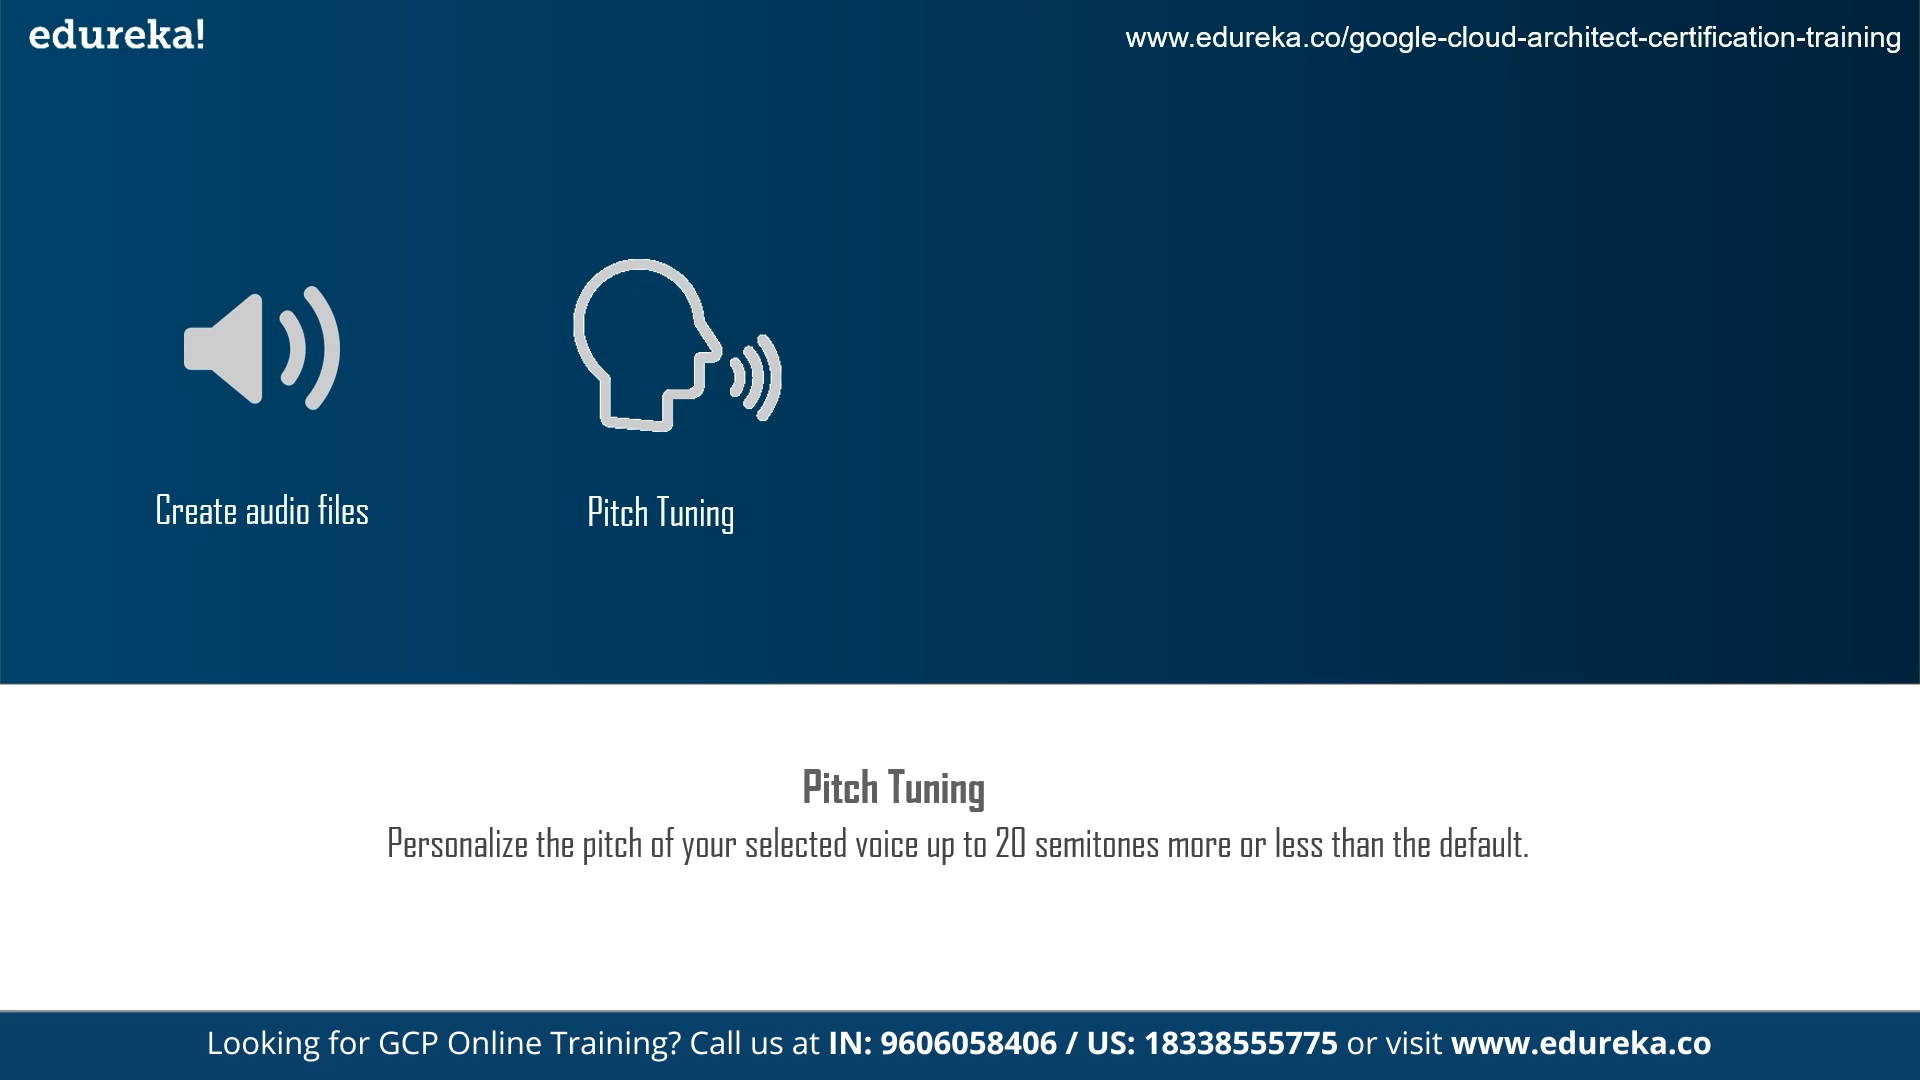 edureka!
www.edureka.co/google-cloud-architect-certification-training
Create audio files
Pitch Tuning
Pitch Tuning
Personalize the pitch of your selected voice up to 20 semitones more or less than the default.
Looking for GCP Online Training? Call us at IN: 9606058406 / US: 18338555775 or visit www.edureka.co